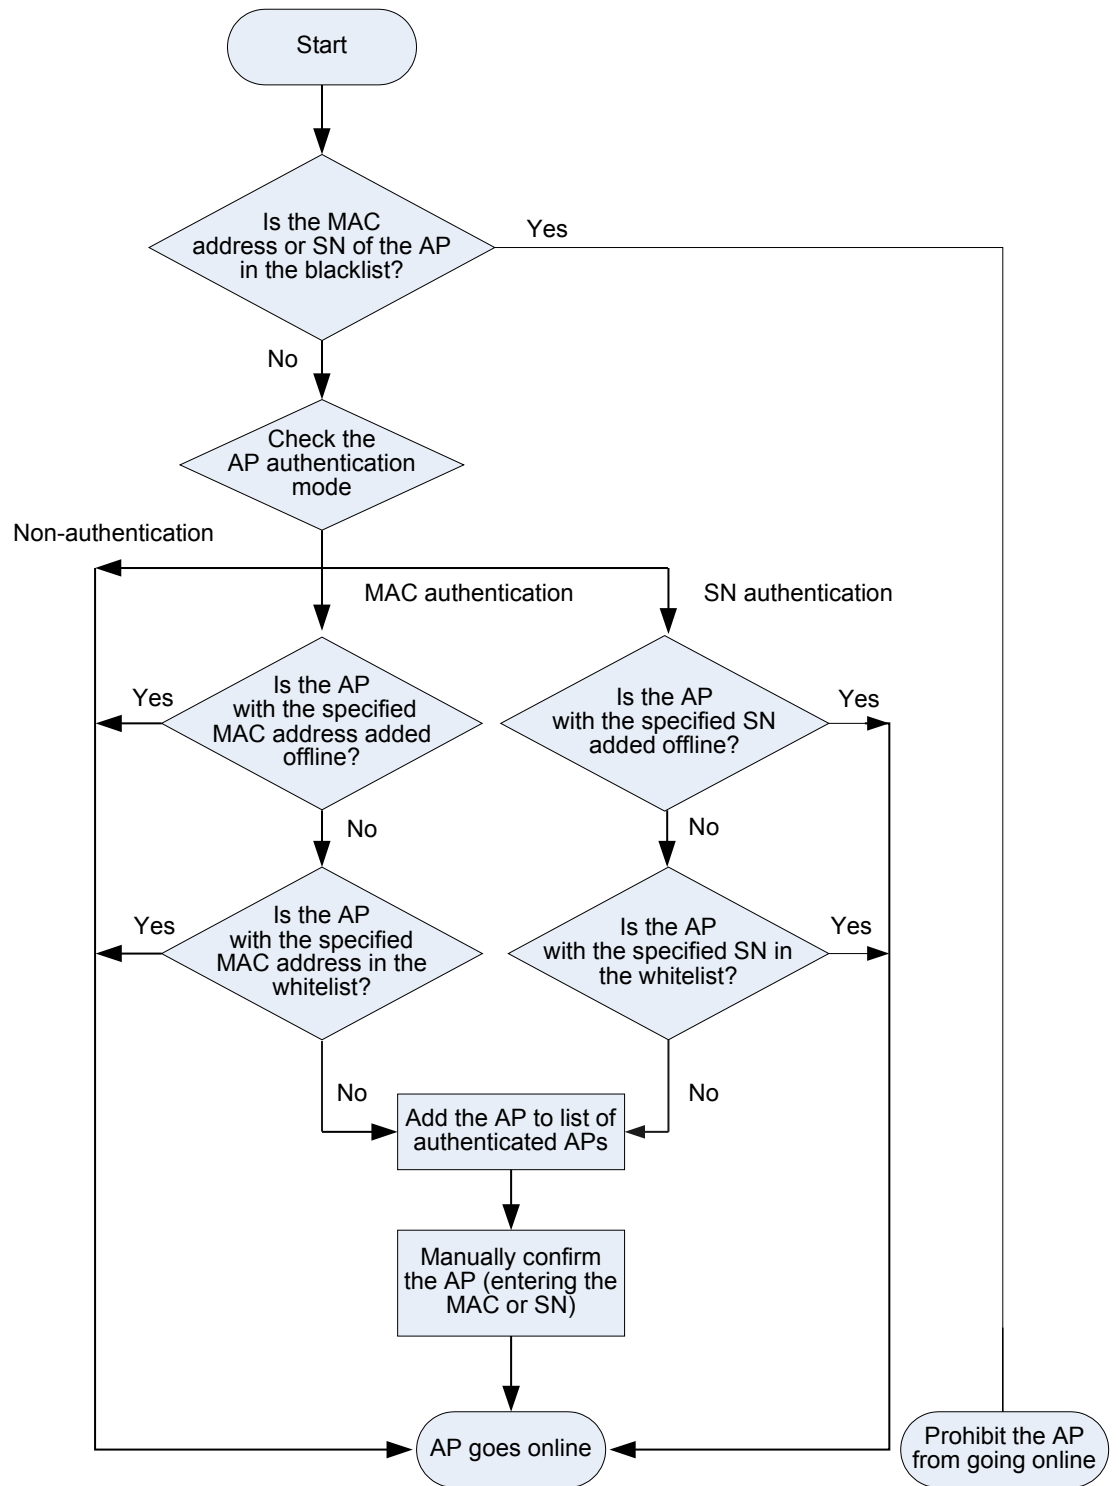 Start
Is the MAC
address or SN of the AP
in the blacklist?
Yes
No
Check the
AP authentication
mode
Non-authentication
MAC authentication
SN authentication
Is the AP
with the specified
MAC address added
offline?
Yes
Is the AP
with the specified SN
added offline?
Yes
No
No
Is the AP
with the specified
MAC address in the
whitelist?
Yes
Is the AP
with the specified SN in
the whitelist?
Yes
No
No
Add the AP to list of
authenticated APs
Manually confirm
the AP (entering the
MAC or SN)
AP goes online
Prohibit the AP
from going online